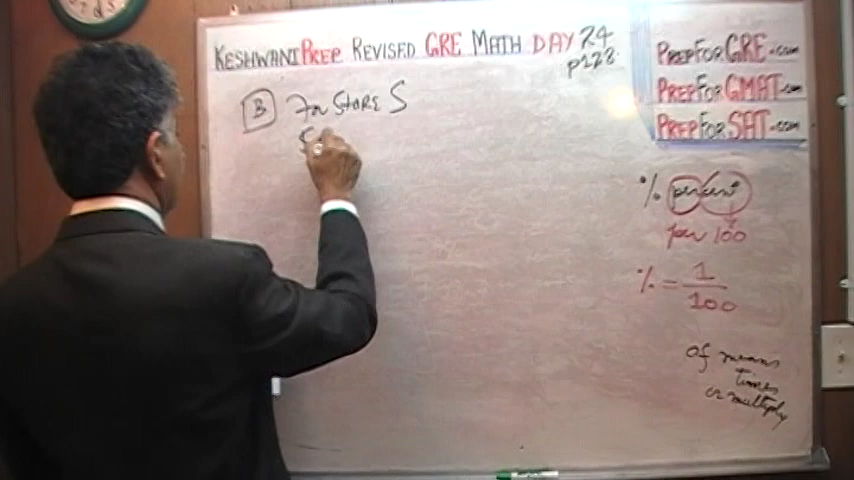 KESHWANI PREP REVISED GRE MATH DAY 24
p128
PREPFORGRE.com
PREPFORGMAT.com
PREPFORSAT.com
B For STORE S
% percent
per 100
% = 1/100
of means
times
or multiply